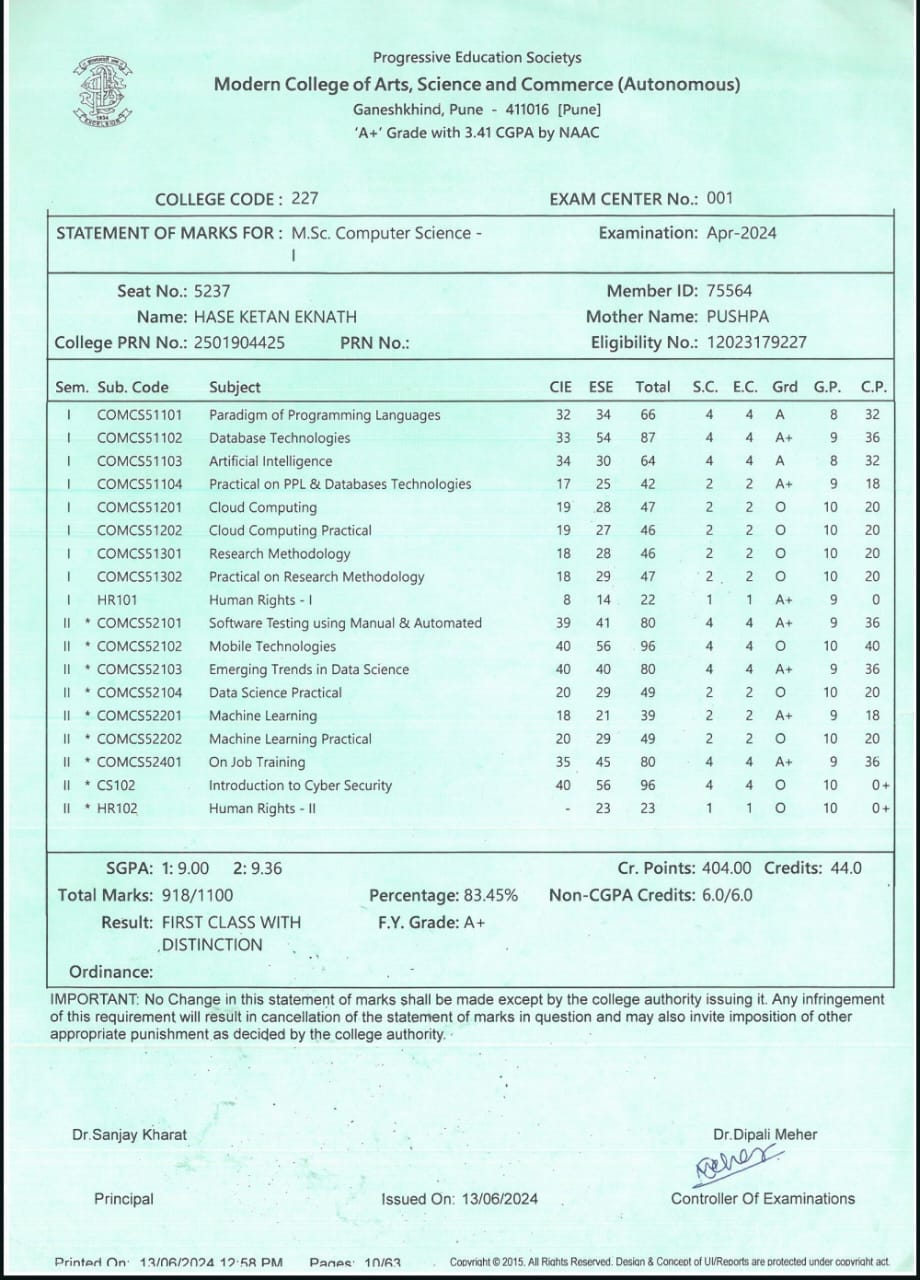 Progressive Education Societys
Modern College of Arts, Science and Commerce (Autonomous)
Ganeshkhind, Pune - 411016 [Pune]
'A+' Grade with 3.41 CGPA by NAAC
COLLEGE CODE : 227 EXAM CENTER No.: 001
STATEMENT OF MARKS FOR : M.Sc. Computer Science - Examination: Apr-2024
I
Seat No.: 5237 Member ID: 75564
Name: HASE KETAN EKNATH Mother Name: PUSHPA
College PRN No.: 2501904425 PRN No.: Eligibility No.: 12023179227
Sem. Sub. Code Subject CIE ESE Total S.C. E.C. Grd G.P. C.P.
I COMCS51101 Paradigm of Programming Languages 32 34 66 4 4 A 8 32
I COMCS51102 Database Technologies 33 54 87 4 4 A+ 9 36
I COMCS51103 Artificial Intelligence 34 30 64 4 4 A 8 32
I COMCS51104 Practical on PPL & Databases Technologies 17 25 42 2 2 A+ 9 18
I COMCS51201 Cloud Computing 19 28 47 2 2 O 10 20
I COMCS51202 Cloud Computing Practical 19 27 46 2 2 O 10 20
I COMCS51301 Research Methodology 18 28 46 2 2 O 10 20
I COMCS51302 Practical on Research Methodology 18 29 47 2 2 O 10 20
I HR101 Human Rights - I 8 14 22 1 1 A+ 9 0
II * COMCS52101 Software Testing using Manual & Automated 39 41 80 4 4 A+ 9 36
II * COMCS52102 Mobile Technologies 40 56 96 4 4 O 10 40
II * COMCS52103 Emerging Trends in Data Science 40 40 80 4 4 A+ 9 36
II * COMCS52104 Data Science Practical 20 29 49 2 2 O 10 20
II * COMCS52201 Machine Learning 18 21 39 2 2 A+ 9 18
II * COMCS52202 Machine Learning Practical 20 29 49 2 2 O 10 20
II * COMCS52401 On Job Training 35 45 80 4 4 A+ 9 36
II * CS102 Introduction to Cyber Security 40 56 96 4 4 O 10 0+
II * HR102 Human Rights - II - 23 23 1 1 O 10 0+
SGPA: 1: 9.00 2: 9.36 Cr. Points: 404.00 Credits: 44.0
Total Marks: 918/1100 Percentage: 83.45% Non-CGPA Credits: 6.0/6.0
Result: FIRST CLASS WITH F.Y. Grade: A+
DISTINCTION
Ordinance:
IMPORTANT: No Change in this statement of marks shall be made except by the college authority issuing it. Any infringement
of this requirement will result in cancellation of the statement of marks in question and may also invite imposition of other
appropriate punishment as decided by the college authority.
Dr.Sanjay Kharat Dr.Dipali Meher
Meher
Principal Issued On: 13/06/2024 Controller Of Examinations
Printed On: 13/06/2024 12:58 PM Pages: 10/63 Copyright © 2015. All Rights Reserved. Design & Concept of UI/Reports are protected under copyright act.